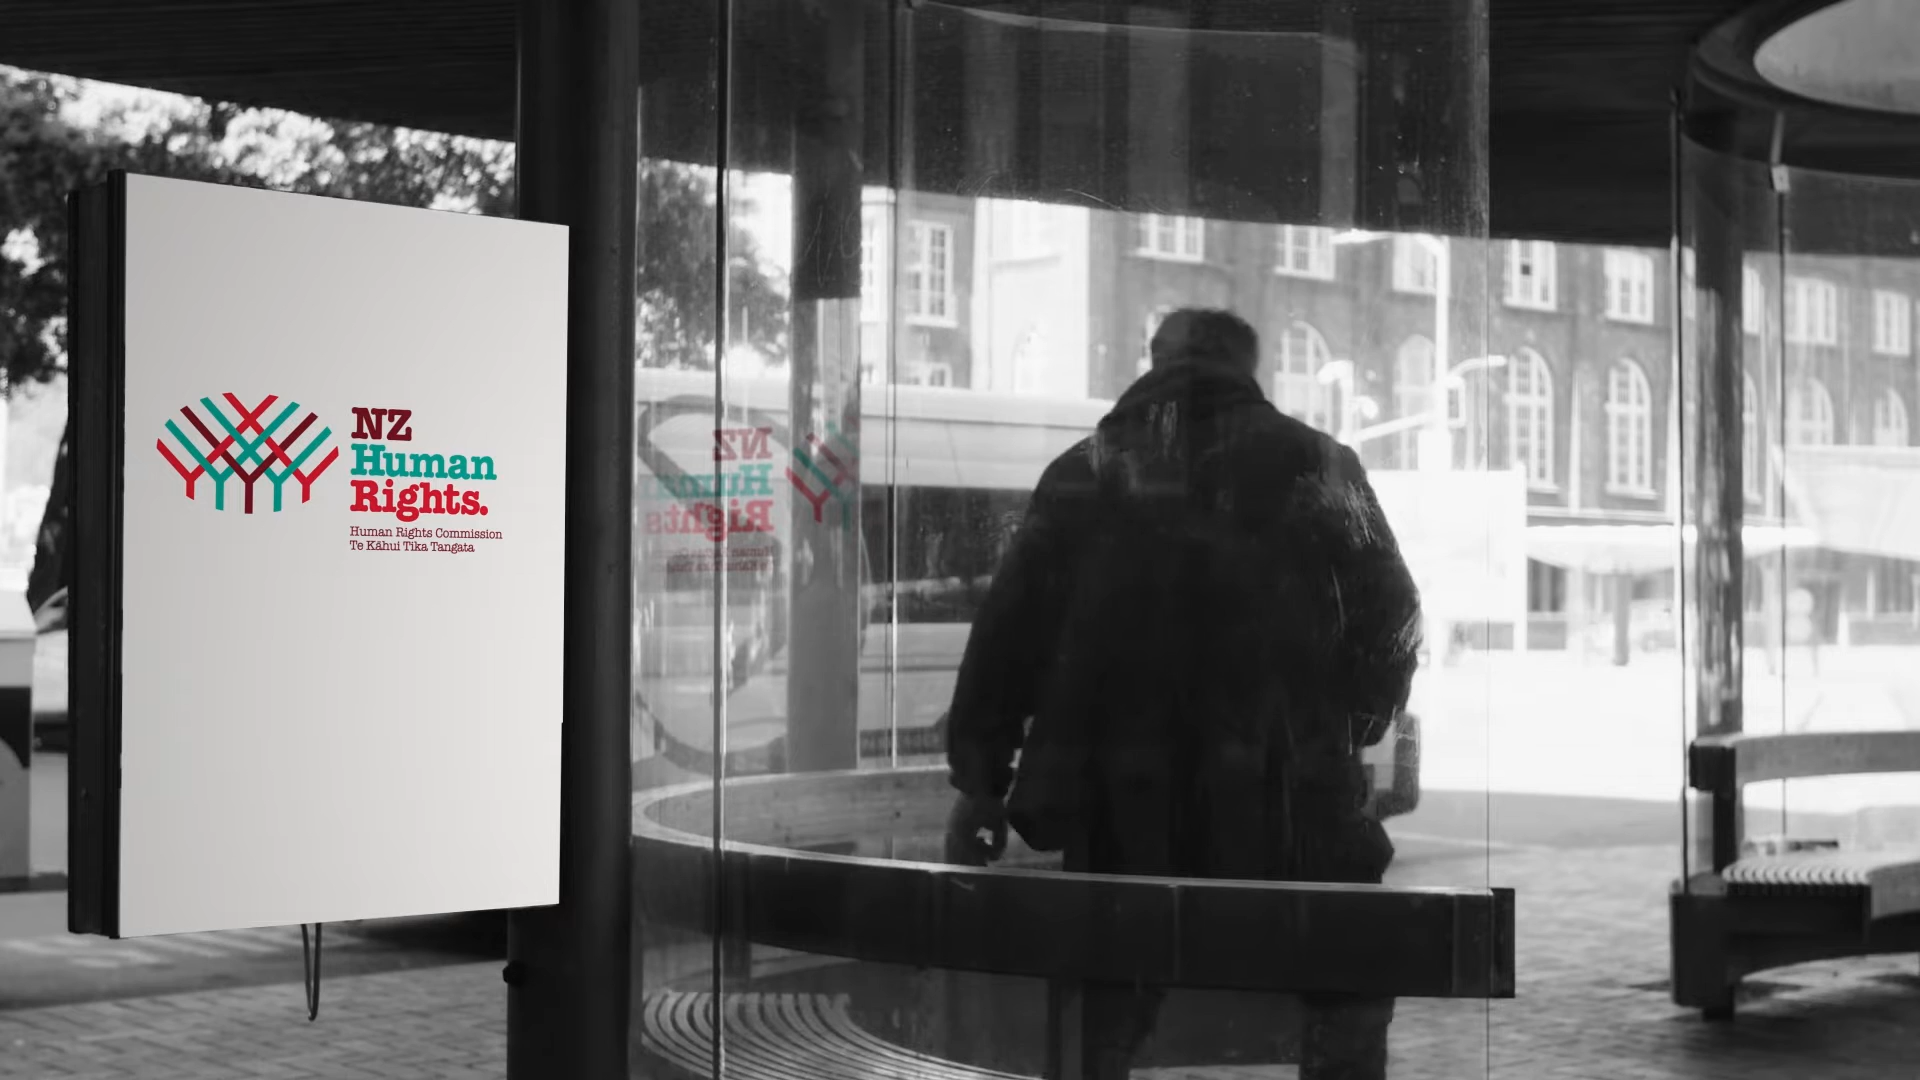 NZ
Human
Rights.
Human Rights Commission
Te Kāhui Tika Tangata